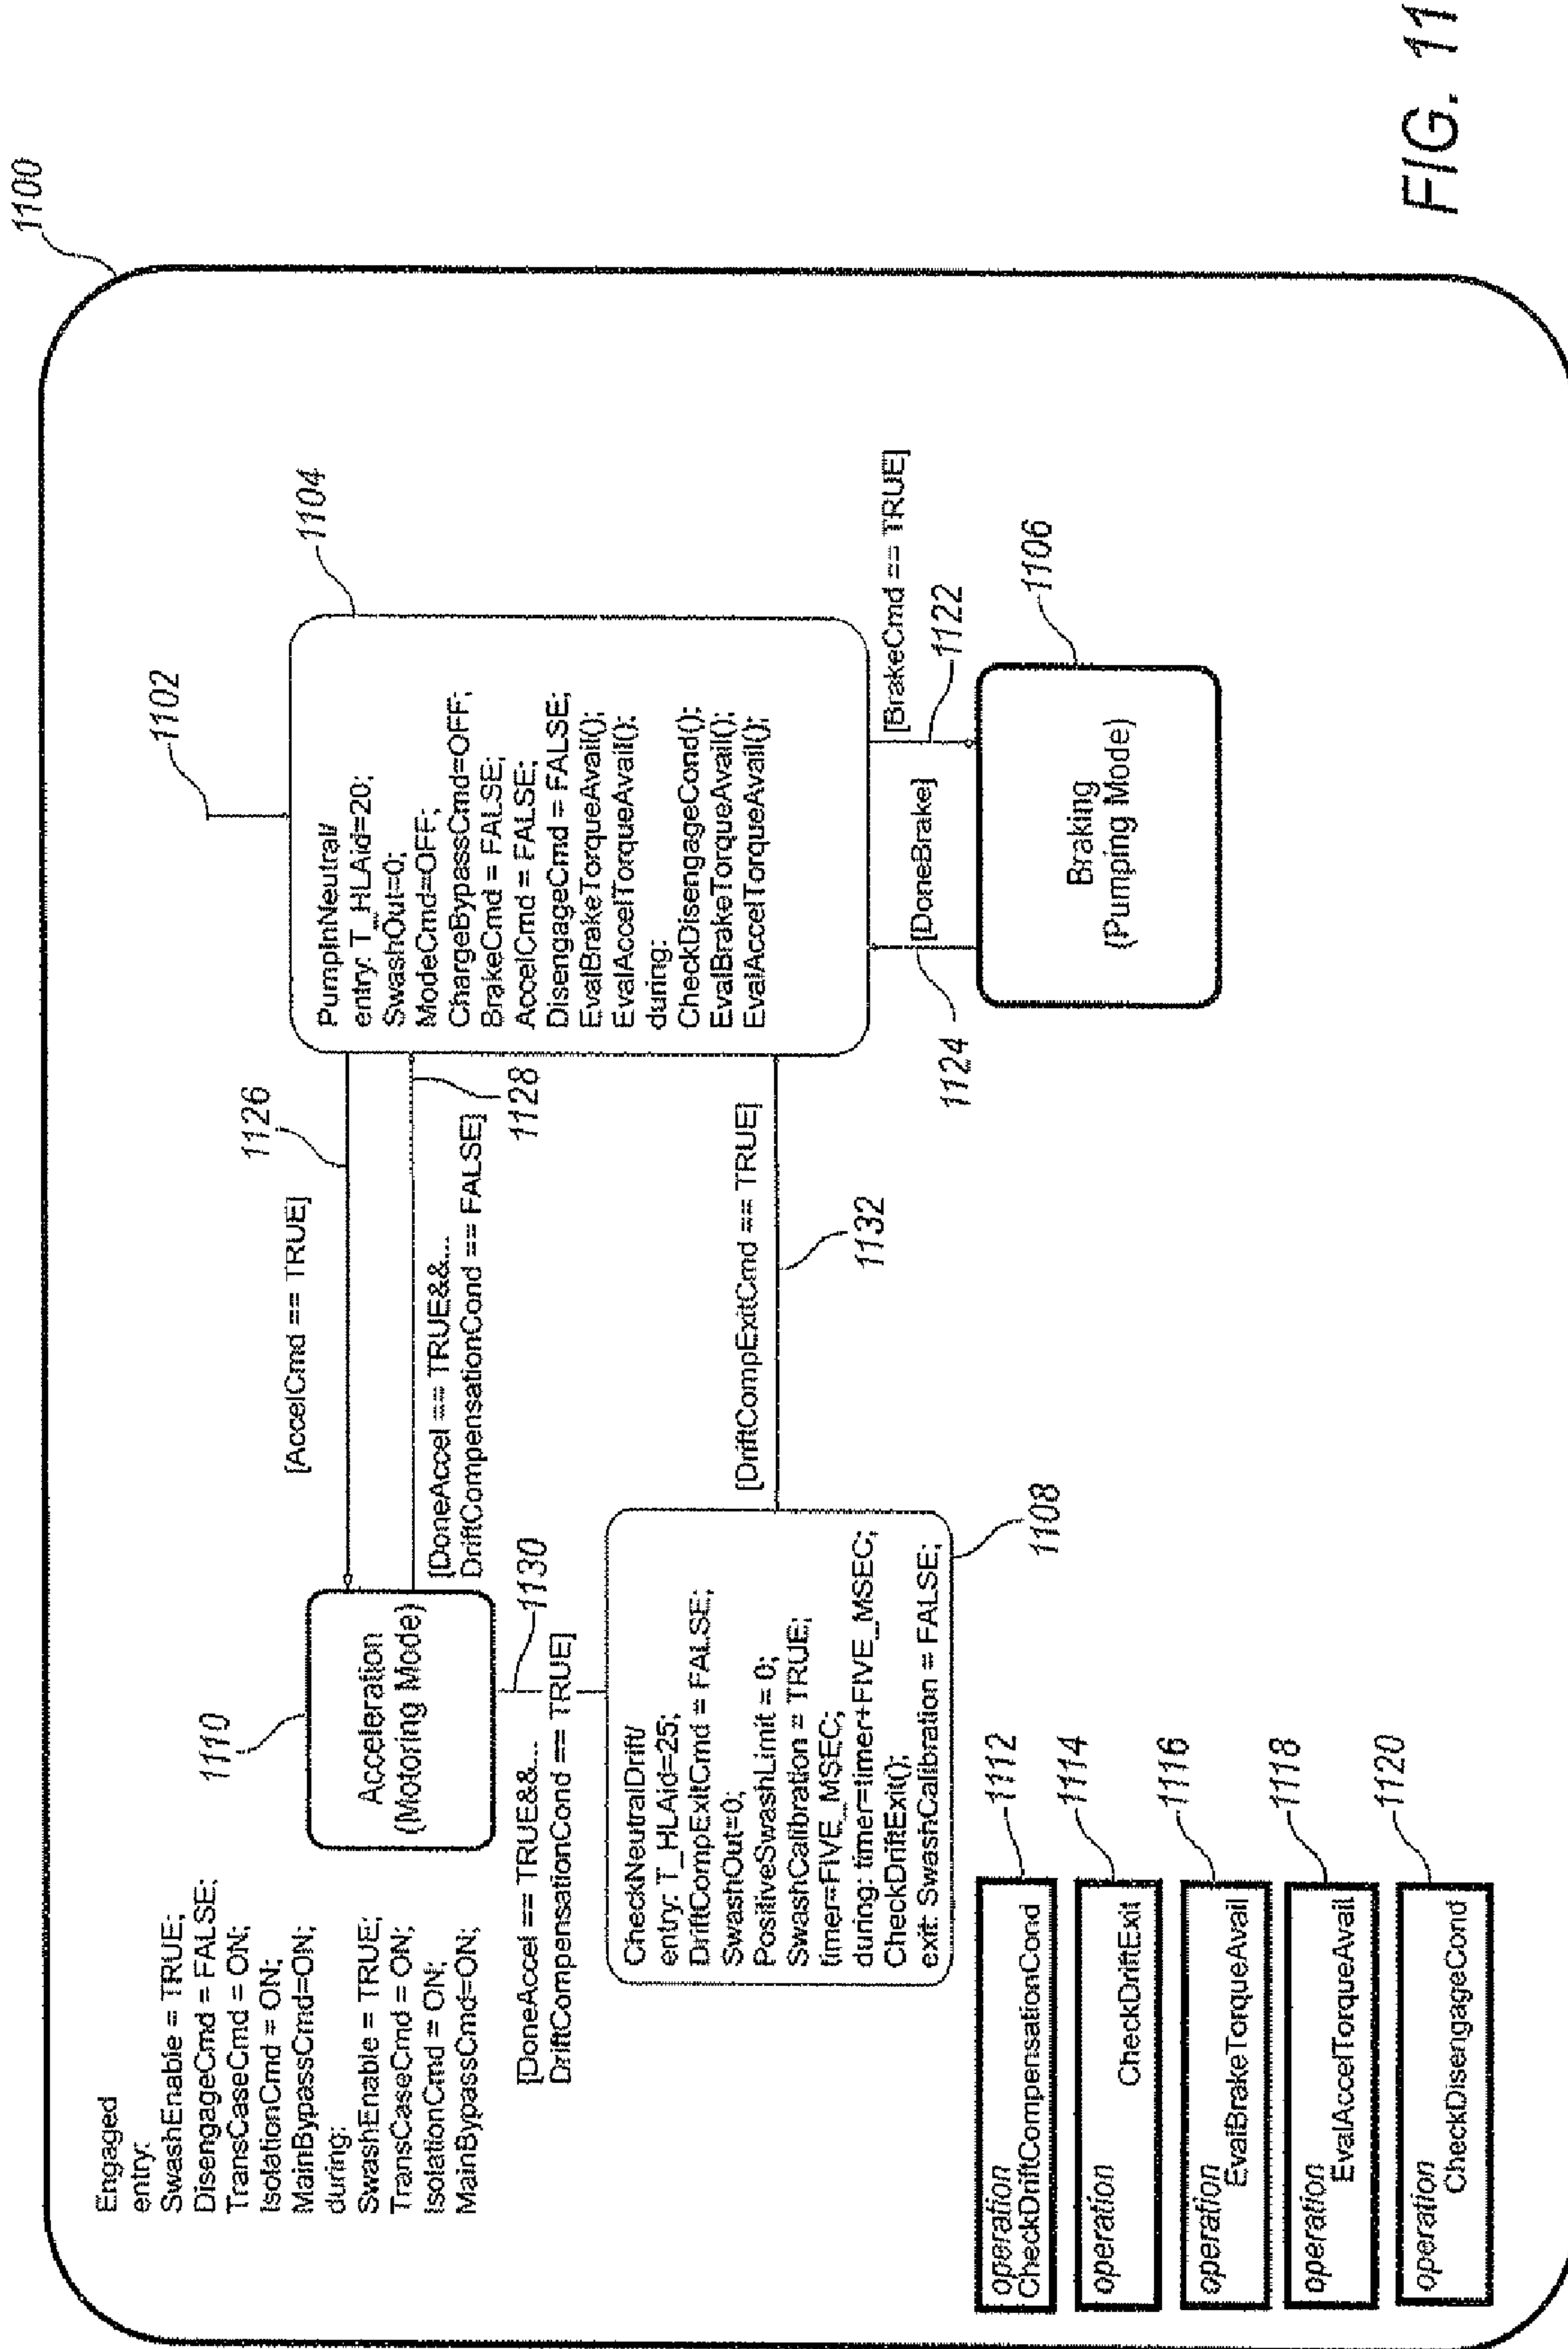 1100
Engaged
entry:
SwashEnable = TRUE;
DisengageCmd = FALSE;
TransCaseCmd = ON;
IsolationCmd = ON;
MainBypassCmd=ON;
during:
SwashEnable = TRUE;
TransCaseCmd = ON;
IsolationCmd = ON;
MainBypassCmd=ON;
1110
Acceleration
(Motoring Mode)
[AccelCmd == TRUE]
1126
[DoneAccel == TRUE&&...
DriftCompensationCond == FALSE]
1128
1102
PumpInNeutral/
entry: T_HLAid=20;
SwashOut=0;
ModeCmd=OFF;
ChargeBypassCmd=OFF;
BrakeCmd = FALSE;
AccelCmd = FALSE;
DisengageCmd = FALSE;
EvalBrakeTorqueAvail();
EvalAccelTorqueAvail();
during:
CheckDisengageCond();
EvalBrakeTorqueAvail();
EvalAccelTorqueAvail();
1104
[DoneAccel == TRUE&&...
DriftCompensationCond == TRUE]
1130
CheckNeutralDrift/
entry: T_HLAid=25;
DriftCompExitCmd = FALSE;
SwashOut=0;
PositiveSwashLimit = 0;
SwashCalibration = TRUE;
timer=FIVE_MSEC;
during: timer=timer+FIVE_MSEC;
CheckDriftExit();
exit: SwashCalibration = FALSE;
1108
[DriftCompExitCmd == TRUE]
1132
1124
[DoneBrake]
[BrakeCmd == TRUE]
1122
Braking
(Pumping Mode)
1106
operation
CheckDriftCompensationCond
1112
operation
CheckDriftExit
1114
operation
EvalBrakeTorqueAvail
1116
operation
EvalAccelTorqueAvail
1118
operation
CheckDisengageCond
1120
FIG. 11